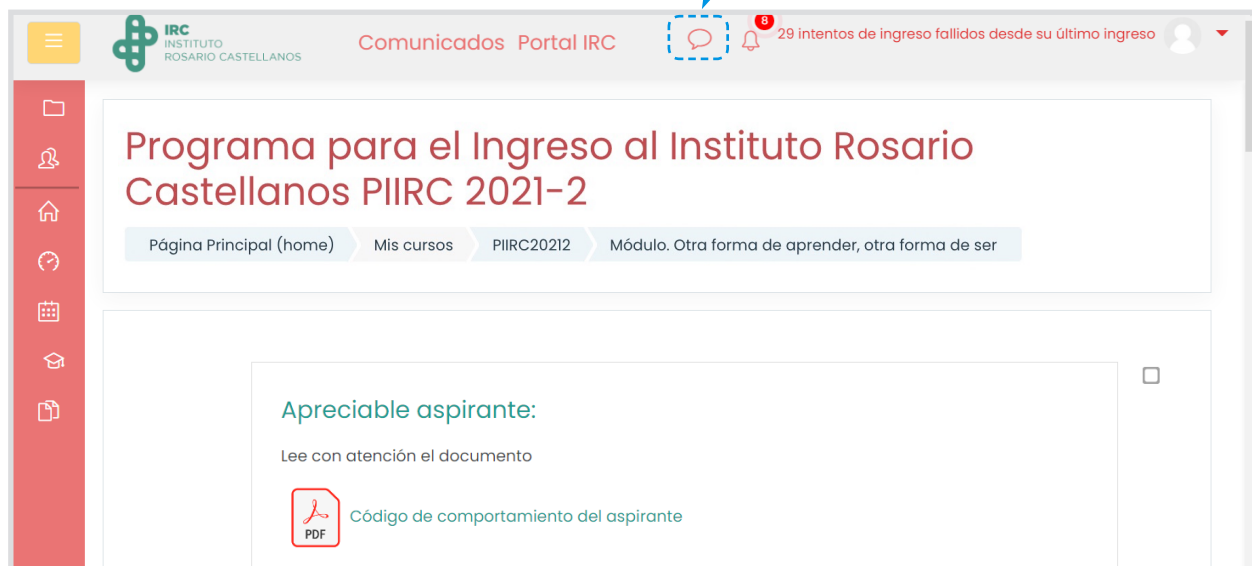 IRC
INSTITUTO
ROSARIO CASTELLANOS
Comunicados Portal IRC
8
29 intentos de ingreso fallidos desde su último ingreso
Programa para el Ingreso al Instituto Rosario
Castellanos PIIRC 2021-2
Página Principal (home) Mis cursos PIIRC20212 Módulo. Otra forma de aprender, otra forma de ser
Apreciable aspirante:
Lee con atención el documento
PDF
Código de comportamiento del aspirante